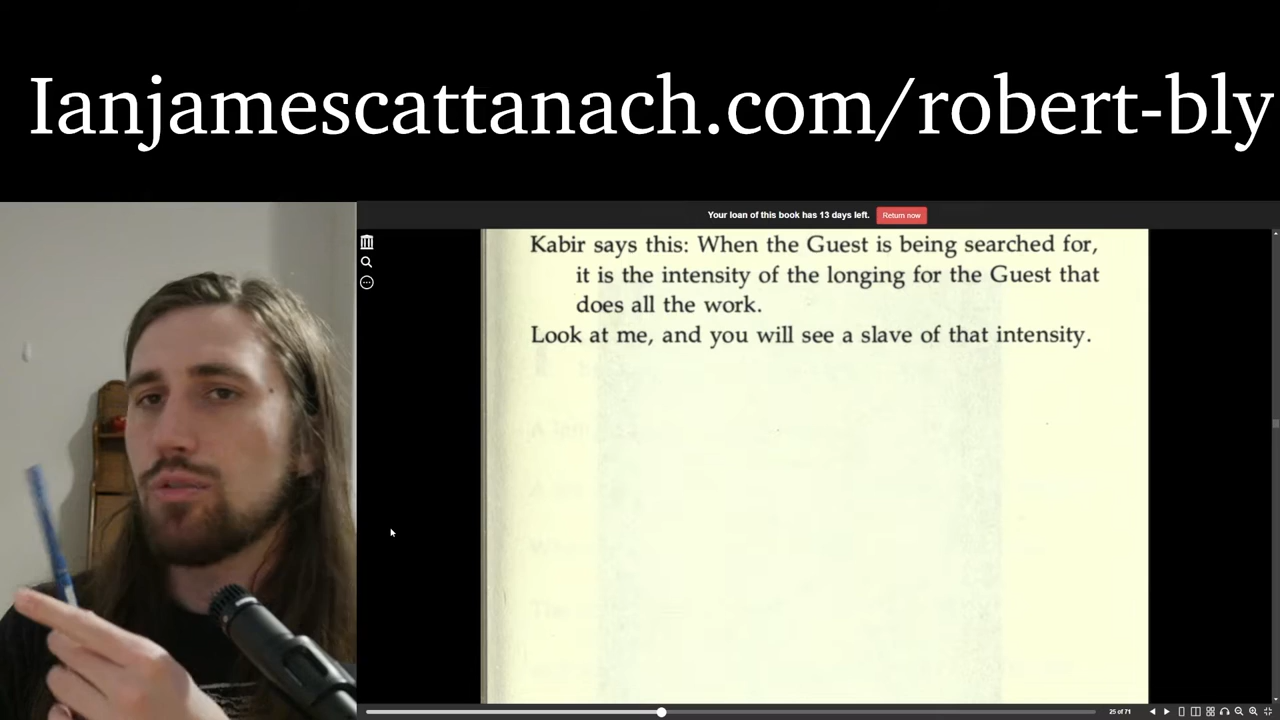 Ianjamescattanach.com/robert-bly
Your loan of this book has 13 days left. Return now
Kabir says this: When the Guest is being searched for,
it is the intensity of the longing for the Guest that
does all the work.
Look at me, and you will see a slave of that intensity.
25 of 71